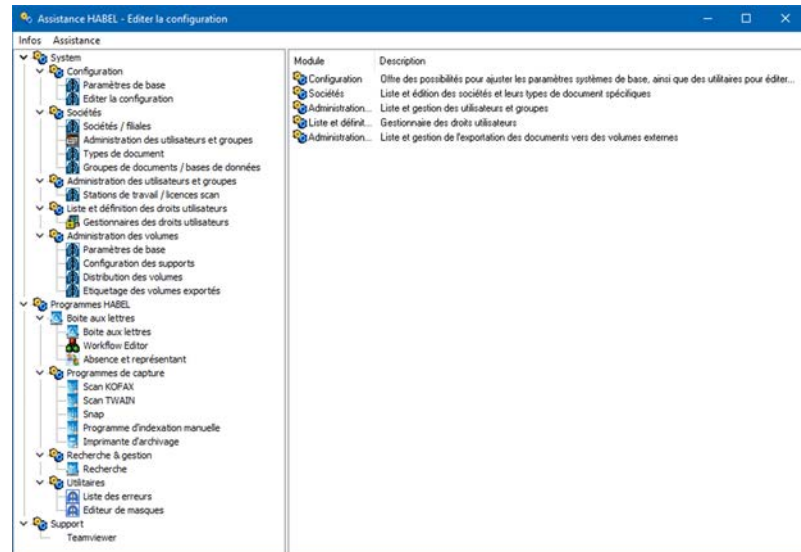 Assistance HABEL - Editer la configuration
Infos Assistance
System
Configuration
Paramètres de base
Editer la configuration
Sociétés
Sociétés / filiales
Administration des utilisateurs et groupes
Types de document
Groupes de documents / bases de données
Administration des utilisateurs et groupes
Stations de travail / licences scan
Liste et définition des droits utilisateurs
Gestionnaires des droits utilisateurs
Administration des volumes
Paramètres de base
Configuration des supports
Distribution des volumes
Etiquetage des volumes exportés
Programmes HABEL
Boite aux lettres
Boite aux lettres
Workflow Editor
Absence et représentant
Programmes de capture
Scan KOFAX
Scan TWAIN
Snap
Programme d'indexation manuelle
Imprimante d'archivage
Recherche & gestion
Recherche
Utilitaires
Liste des erreurs
Editeur de masques
Support
Teamviewer
Module Description
Configuration Offre des possibilités pour ajuster les paramètres systèmes de base, ainsi que des utilitaires pour éditer...
Sociétés Liste et édition des sociétés et leurs types de document spécifiques
Administration... Liste et gestion des utilisateurs et groupes
Liste et définit... Gestionnaire des droits utilisateurs
Administration... Liste et gestion de l'exportation des documents vers des volumes externes